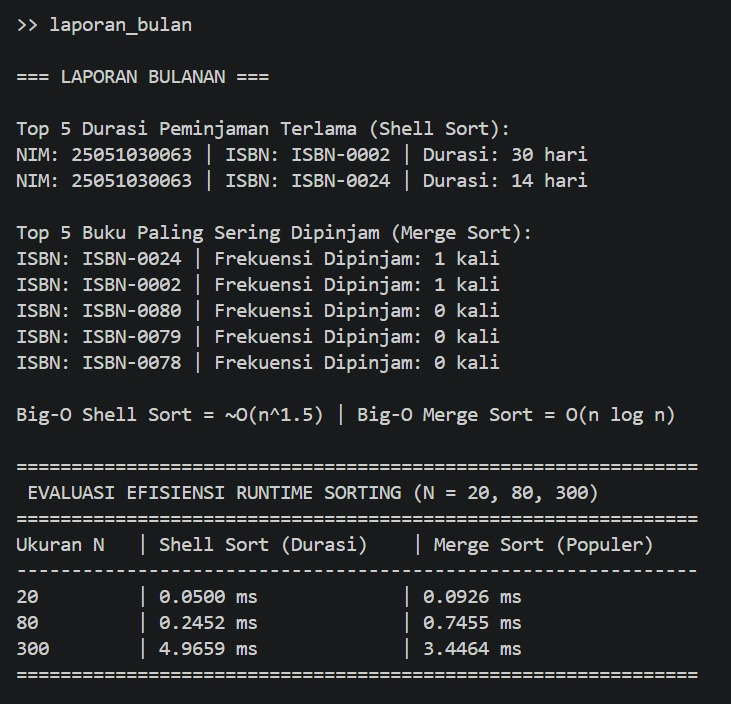 >> laporan_bulan
=== LAPORAN BULANAN ===
Top 5 Durasi Peminjaman Terlama (Shell Sort):
NIM: 25051030063 | ISBN: ISBN-0002 | Durasi: 30 hari
NIM: 25051030063 | ISBN: ISBN-0024 | Durasi: 14 hari
Top 5 Buku Paling Sering Dipinjam (Merge Sort):
ISBN: ISBN-0024 | Frekuensi Dipinjam: 1 kali
ISBN: ISBN-0002 | Frekuensi Dipinjam: 1 kali
ISBN: ISBN-0080 | Frekuensi Dipinjam: 0 kali
ISBN: ISBN-0079 | Frekuensi Dipinjam: 0 kali
ISBN: ISBN-0078 | Frekuensi Dipinjam: 0 kali
Big-O Shell Sort = ~O(n^1.5) | Big-O Merge Sort = O(n log n)
==============================================================
EVALUASI EFISIENSI RUNTIME SORTING (N = 20, 80, 300)
==============================================================
Ukuran N   | Shell Sort (Durasi)    | Merge Sort (Populer)
--------------------------------------------------------------
20         | 0.0500 ms             | 0.0926 ms
80         | 0.2452 ms             | 0.7455 ms
300        | 4.9659 ms             | 3.4464 ms
==============================================================